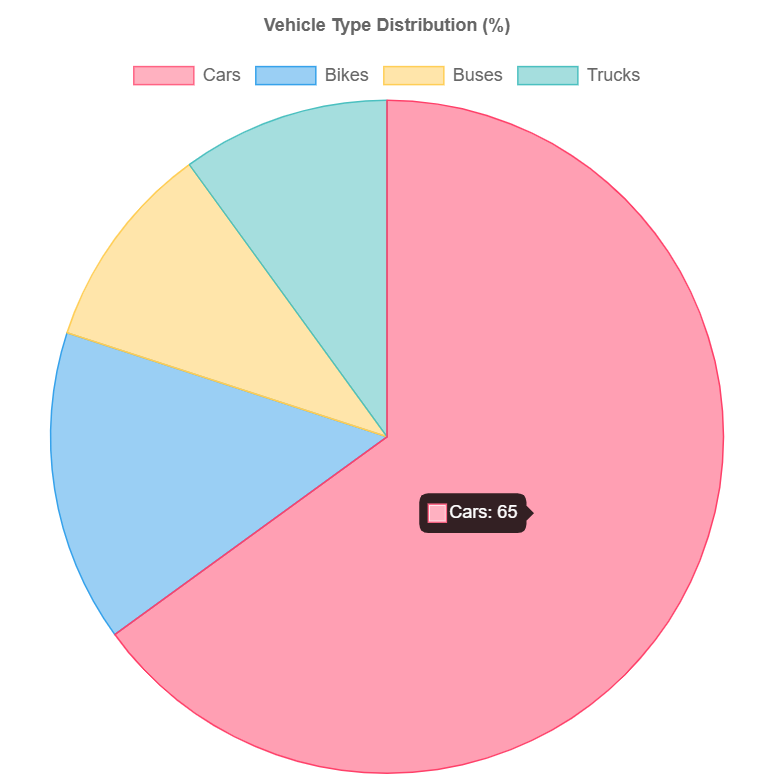 Vehicle Type Distribution (%)
Cars Bikes Buses Trucks
Cars: 65